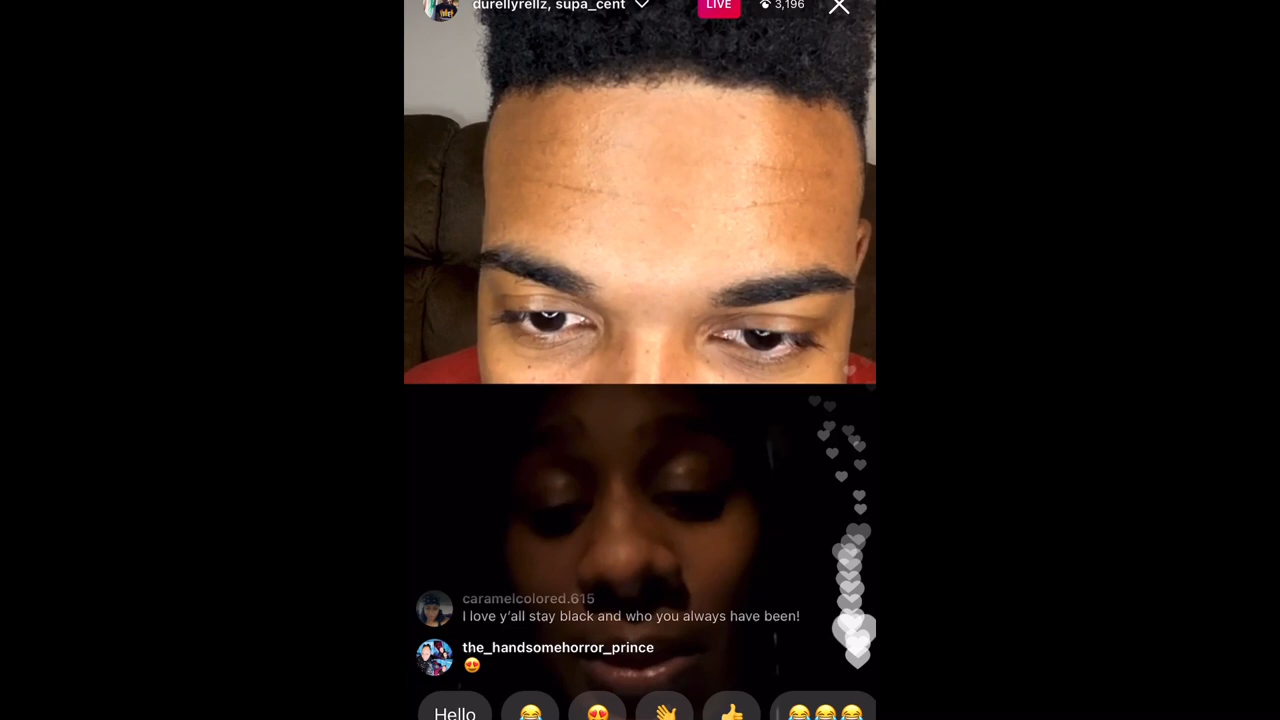 durellyrellz, supa_cent LIVE 3,196
caramelcolored.615
I love y'all stay black and who you always have been!
the_handsomehorror_prince
Hello